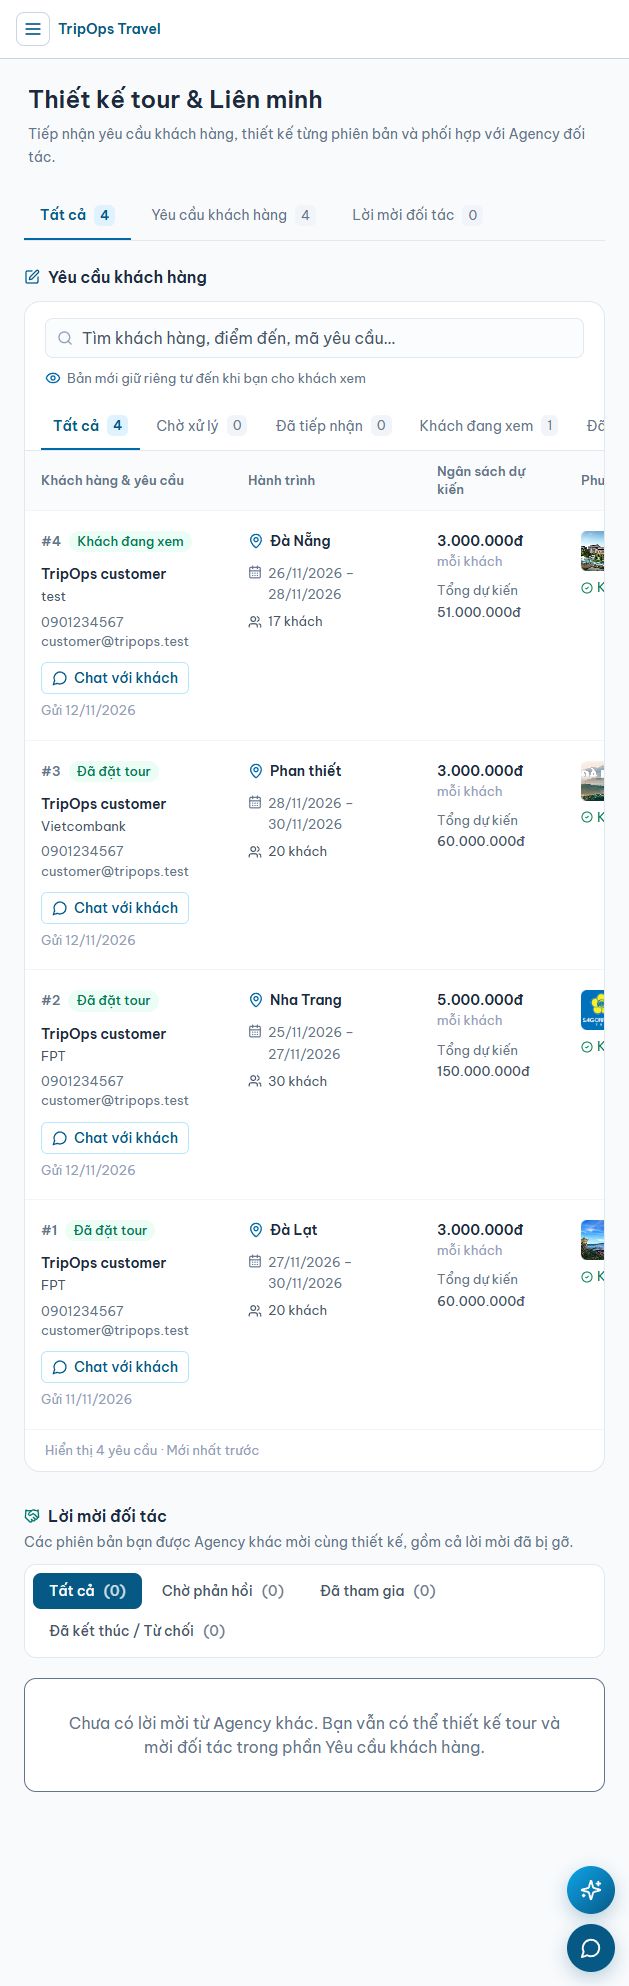 TripOps Travel
Thiết kế tour & Liên minh
Tiếp nhận yêu cầu khách hàng, thiết kế từng phiên bản và phối hợp với Agency đối
tác.
Tất cả 4 Yêu cầu khách hàng 4 Lời mời đối tác 0
Yêu cầu khách hàng
Tìm khách hàng, điểm đến, mã yêu cầu...
Bản mới giữ riêng tư đến khi bạn cho khách xem
Tất cả 4 Chờ xử lý 0 Đã tiếp nhận 0 Khách đang xem 1
Khách hàng & yêu cầu Hành trình Ngân sách dự
kiến
#4 Khách đang xem
TripOps customer
test
0901234567
customer@tripops.test
Chat với khách
Gửi 12/11/2026
Đà Nẵng
26/11/2026 –
28/11/2026
17 khách
3.000.000đ
mỗi khách
Tổng dự kiến
51.000.000đ
#3 Đã đặt tour
TripOps customer
Vietcombank
0901234567
customer@tripops.test
Chat với khách
Gửi 12/11/2026
Phan thiết
28/11/2026 –
30/11/2026
20 khách
3.000.000đ
mỗi khách
Tổng dự kiến
60.000.000đ
#2 Đã đặt tour
TripOps customer
FPT
0901234567
customer@tripops.test
Chat với khách
Gửi 12/11/2026
Nha Trang
25/11/2026 –
27/11/2026
30 khách
5.000.000đ
mỗi khách
Tổng dự kiến
150.000.000đ
#1 Đã đặt tour
TripOps customer
FPT
0901234567
customer@tripops.test
Chat với khách
Gửi 11/11/2026
Đà Lạt
27/11/2026 –
30/11/2026
20 khách
3.000.000đ
mỗi khách
Tổng dự kiến
60.000.000đ
Hiển thị 4 yêu cầu · Mới nhất trước
Lời mời đối tác
Các phiên bản bạn được Agency khác mời cùng thiết kế, gồm cả lời mời đã bị gỡ.
Tất cả (0) Chờ phản hồi (0) Đã tham gia (0)
Đã kết thúc / Từ chối (0)
Chưa có lời mời từ Agency khác. Bạn vẫn có thể thiết kế tour và
mời đối tác trong phần Yêu cầu khách hàng.